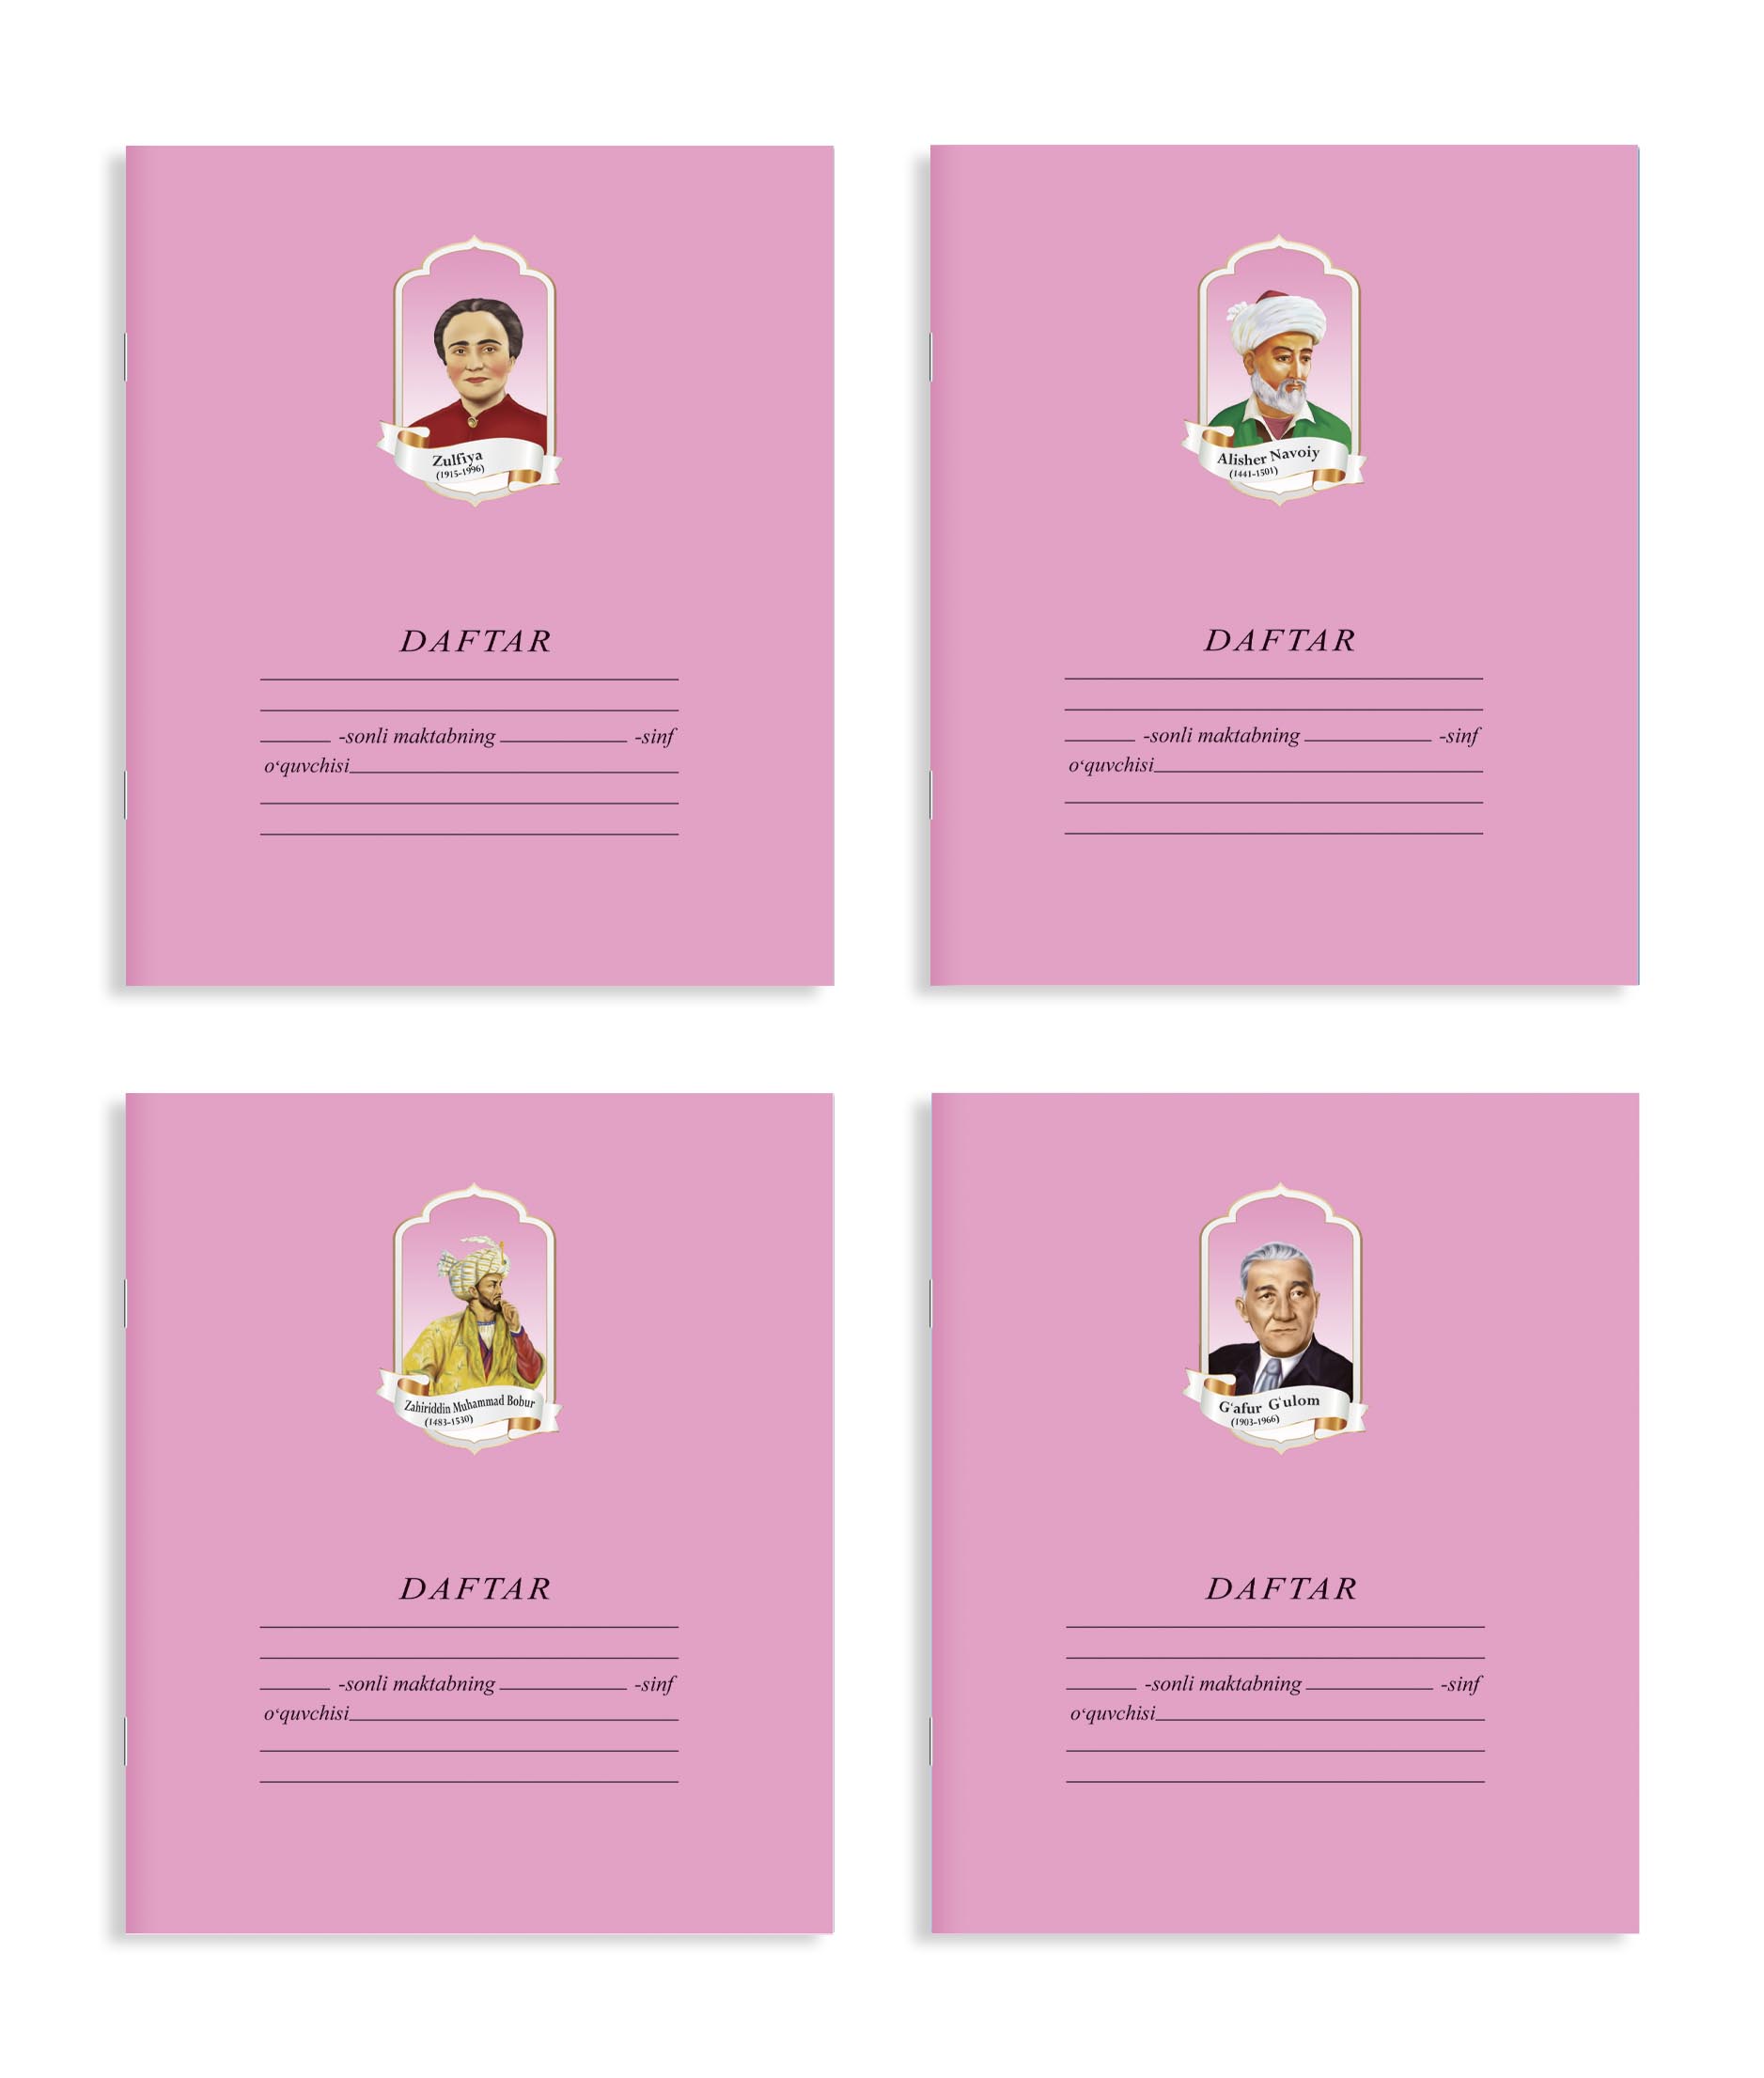 Zulfiya
(1915-1996)
DAFTAR
-sonli maktabning -sinf
o‘quvchisi
Alisher Navoiy
(1441-1501)
DAFTAR
-sonli maktabning -sinf
o‘quvchisi
Zahiriddin Muhammad Bobur
(1483-1530)
DAFTAR
-sonli maktabning -sinf
o‘quvchisi
G‘afur G‘ulom
(1903-1966)
DAFTAR
-sonli maktabning -sinf
o‘quvchisi